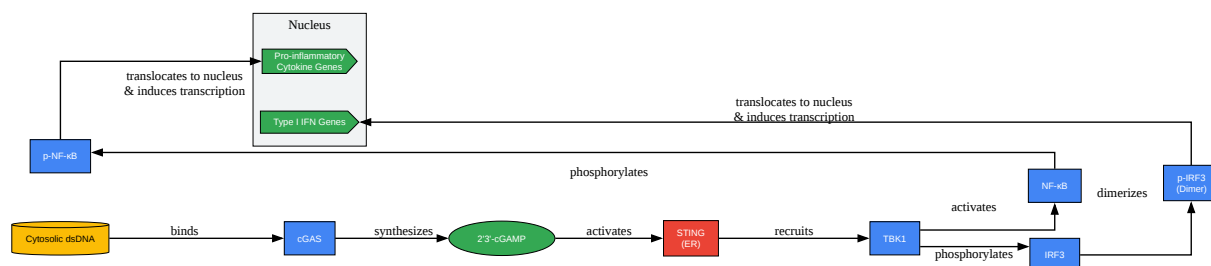 Nucleus
Pro-inflammatory
Cytokine Genes
translocates to nucleus
& induces transcription
Type I IFN Genes
translocates to nucleus
& induces transcription
p-NF-κB
phosphorylates
NF-κB
dimerizes
p-IRF3
(Dimer)
Cytosolic dsDNA
binds
cGAS
synthesizes
2'3'-cGAMP
activates
STING
(ER)
recruits
TBK1
activates
phosphorylates
IRF3